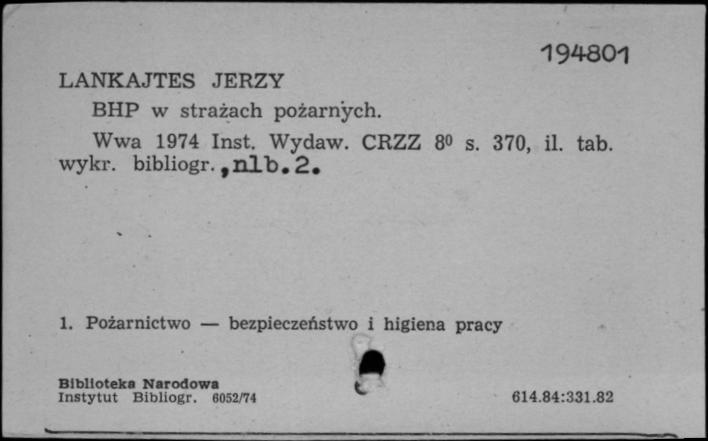 194801
LANKAJTES JERZY
BHP w strażach pożarnych.
Wwa 1974 Inst. Wydaw. CRZZ 8⁰ s. 370, il. tab.
wykr. bibliogr., nlb. 2.
1. Pożarnictwo — bezpieczeństwo i higiena pracy
Biblioteka Narodowa
Instytut Bibliogr. 6052/74
614.84:331.82